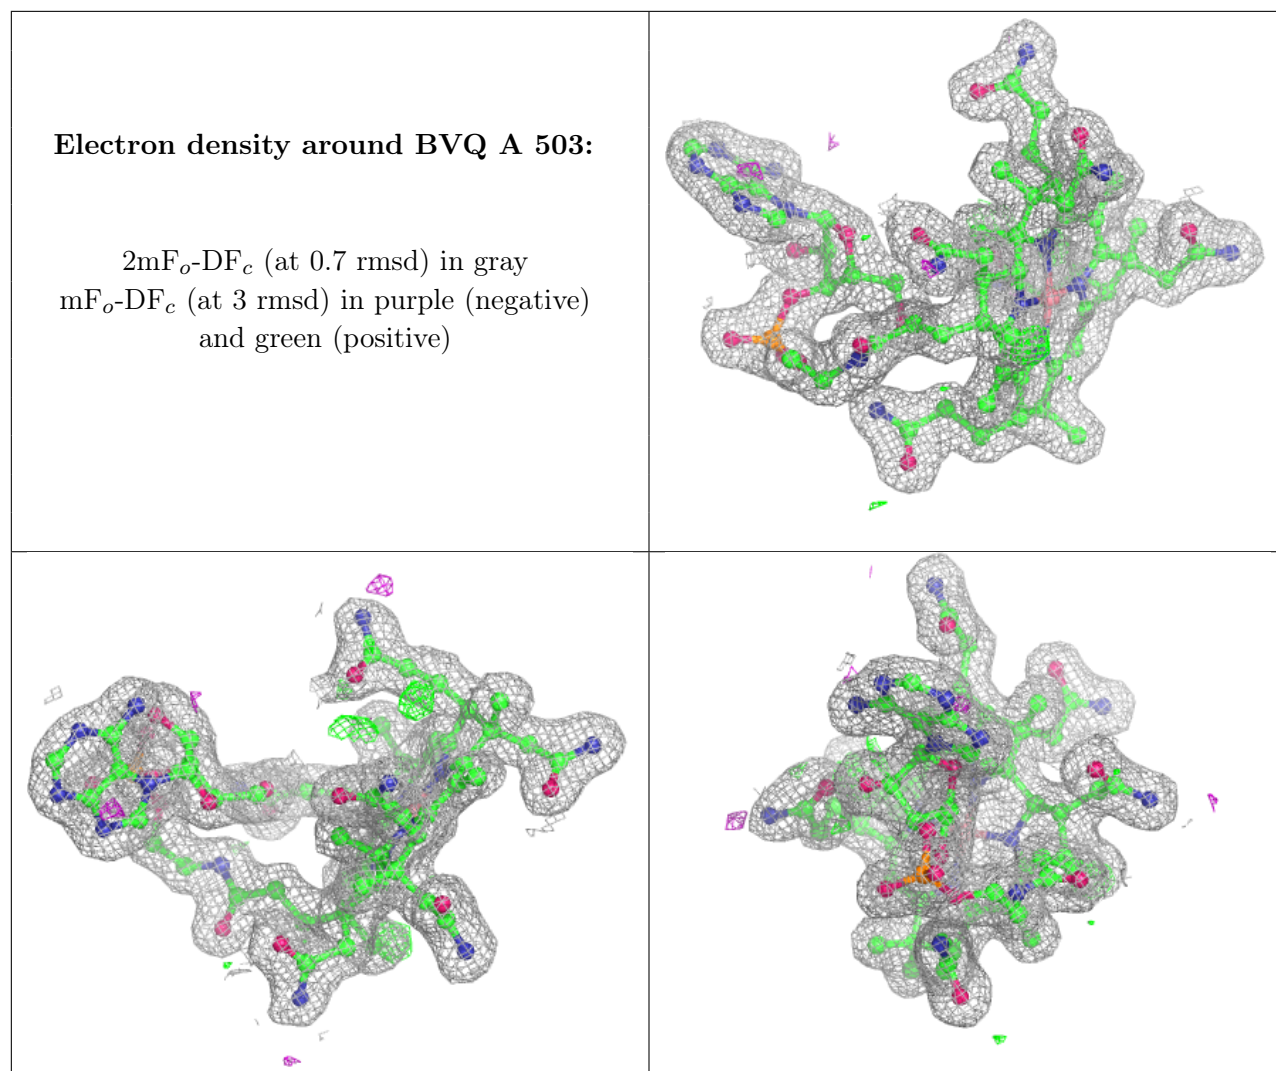 Electron density around BVQ A 503:
2mFₒ-DF𝒸 (at 0.7 rmsd) in gray
mFₒ-DF𝒸 (at 3 rmsd) in purple (negative)
and green (positive)